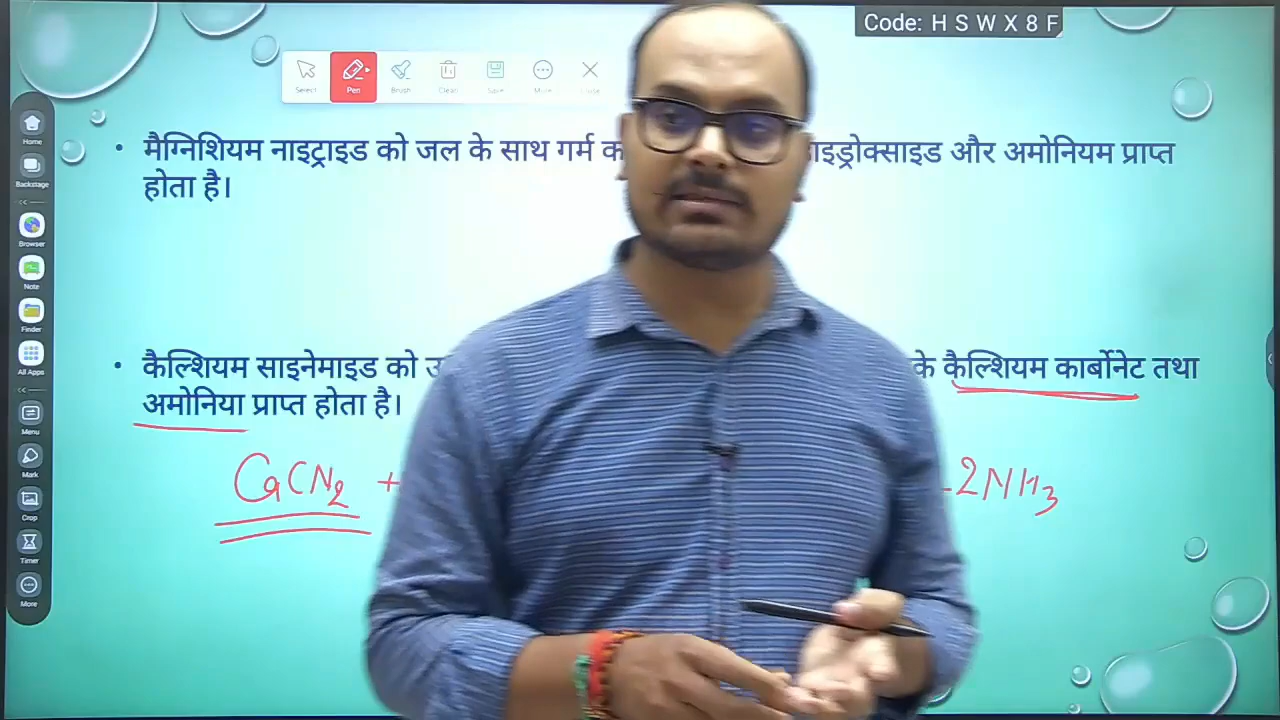 Code: H S W X 8 F
Select Pen Brush Clean Save More Close
Home
• मैग्निशियम नाइट्राइड को जल के साथ गर्म क ाइड्रोक्साइड और अमोनियम प्राप्त
होता है।
Backstage
Browser
Note
Finder
• कैल्शियम साइनेमाइड को उ के कैल्शियम कार्बोनेट तथा
All Apps
अमोनिया प्राप्त होता है।
Menu
CaCN2 + 2NH3
Mark
Crop
Timer
More